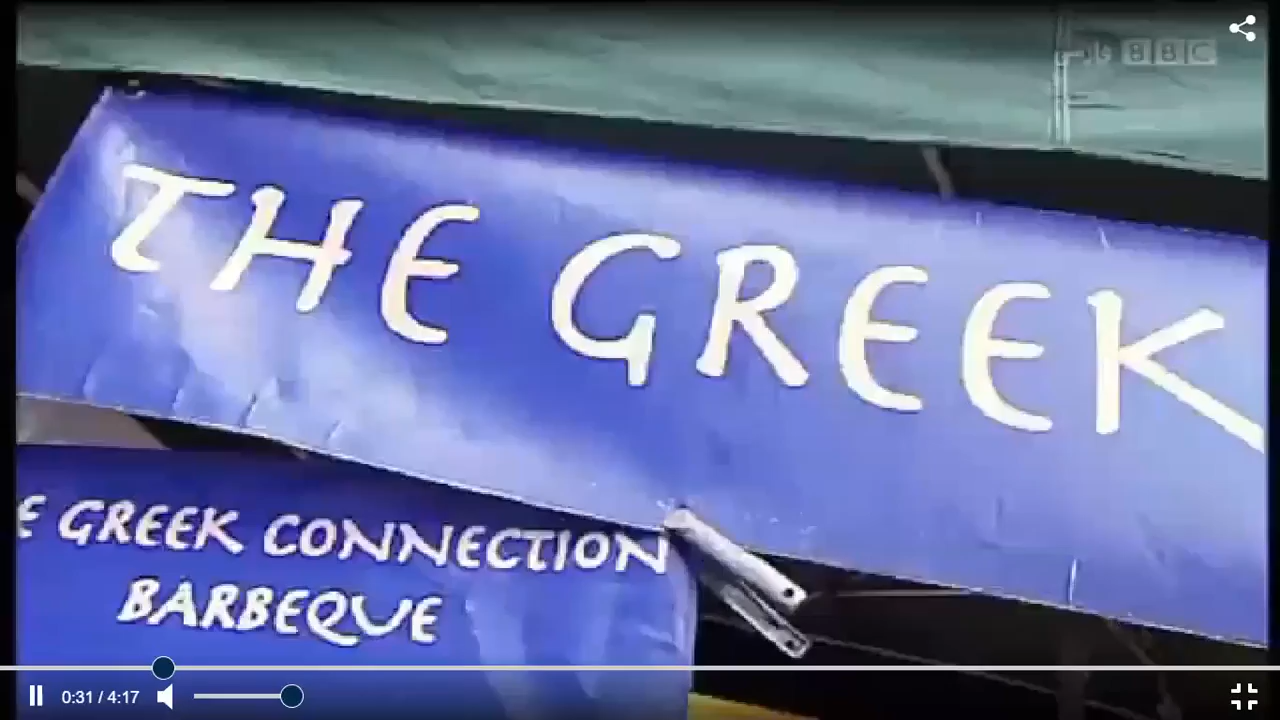 BBC
THE GREEK
E GREEK CONNECTION
BARBEQUE
0:31 / 4:17